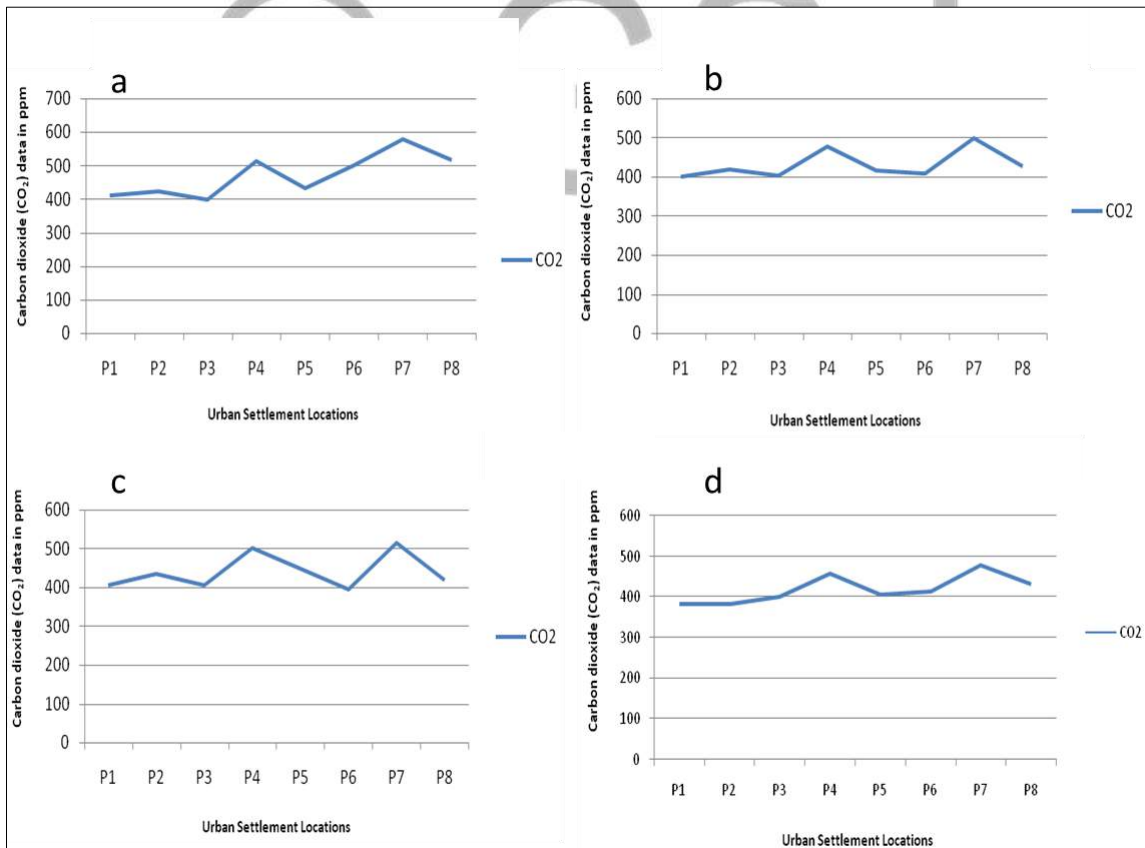 a
Carbon dioxide (CO₂) data in ppm
700
600
500
400
300
200
100
0
P1 P2 P3 P4 P5 P6 P7 P8
Urban Settlement Locations
CO2
b
Carbon dioxide (CO₂) data in ppm
600
500
400
300
200
100
0
P1 P2 P3 P4 P5 P6 P7 P8
Urban Settlement Locations
CO2
c
Carbon dioxide (CO₂) data in ppm
600
500
400
300
200
100
0
P1 P2 P3 P4 P5 P6 P7 P8
Urban Settlement Locations
CO2
d
Carbon dioxide (CO₂) data in ppm
600
500
400
300
200
100
0
P1 P2 P3 P4 P5 P6 P7 P8
Urban Settlement Locations
CO2